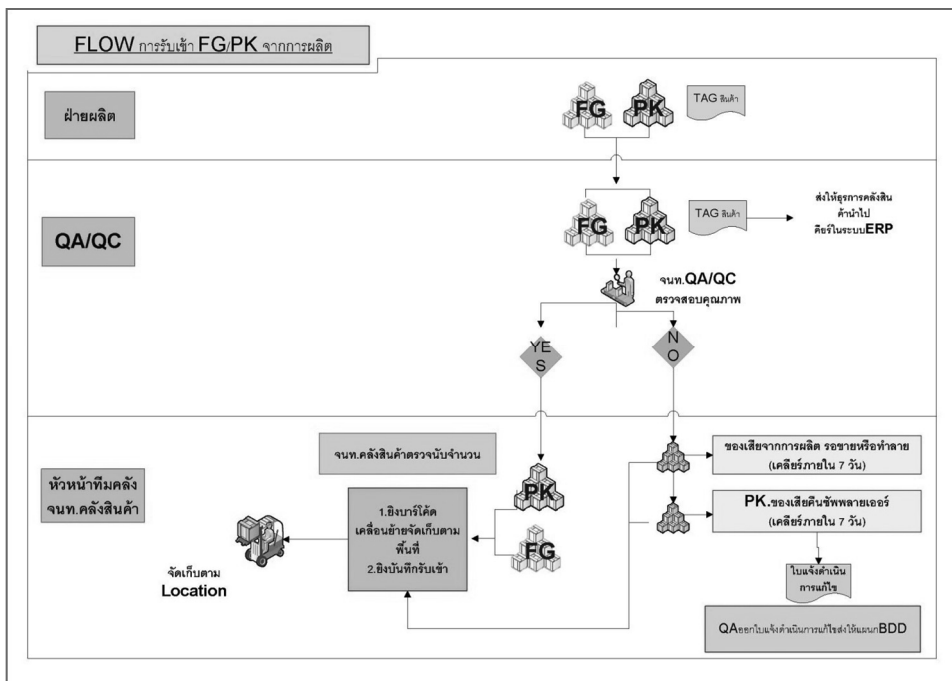 FLOW การรับเข้า FG/PK จากการผลิต
ฝ่ายผลิต
FG
PK
TAG สินค้า
QA/QC
FG
PK
TAG สินค้า
ส่งให้ธุรการคลังสิน
ค้านำไป
คียร์ในระบบERP
จนท.QA/QC
ตรวจสอบคุณภาพ
YE
S
N
O
หัวหน้าทีมคลัง
จนท.คลังสินค้า
จนท.คลังสินค้าตรวจนับจำนวน
PK
FG
1.ยิงบาร์โค้ด
เคลื่อนย้ายจัดเก็บตาม
พื้นที่
2.ยิงบันทึกรับเข้า
จัดเก็บตาม
Location
ของเสียจากการผลิต รอขายหรือทำลาย
(เคลียร์ภายใน 7 วัน)
PK.ของเสียคืนซัพพลายเออร์
(เคลียร์ภายใน 7 วัน)
ใบแจ้งดำเนิน
การแก้ไข
QAออกใบแจ้งดำเนินการแก้ไขส่งให้แผนกBDD